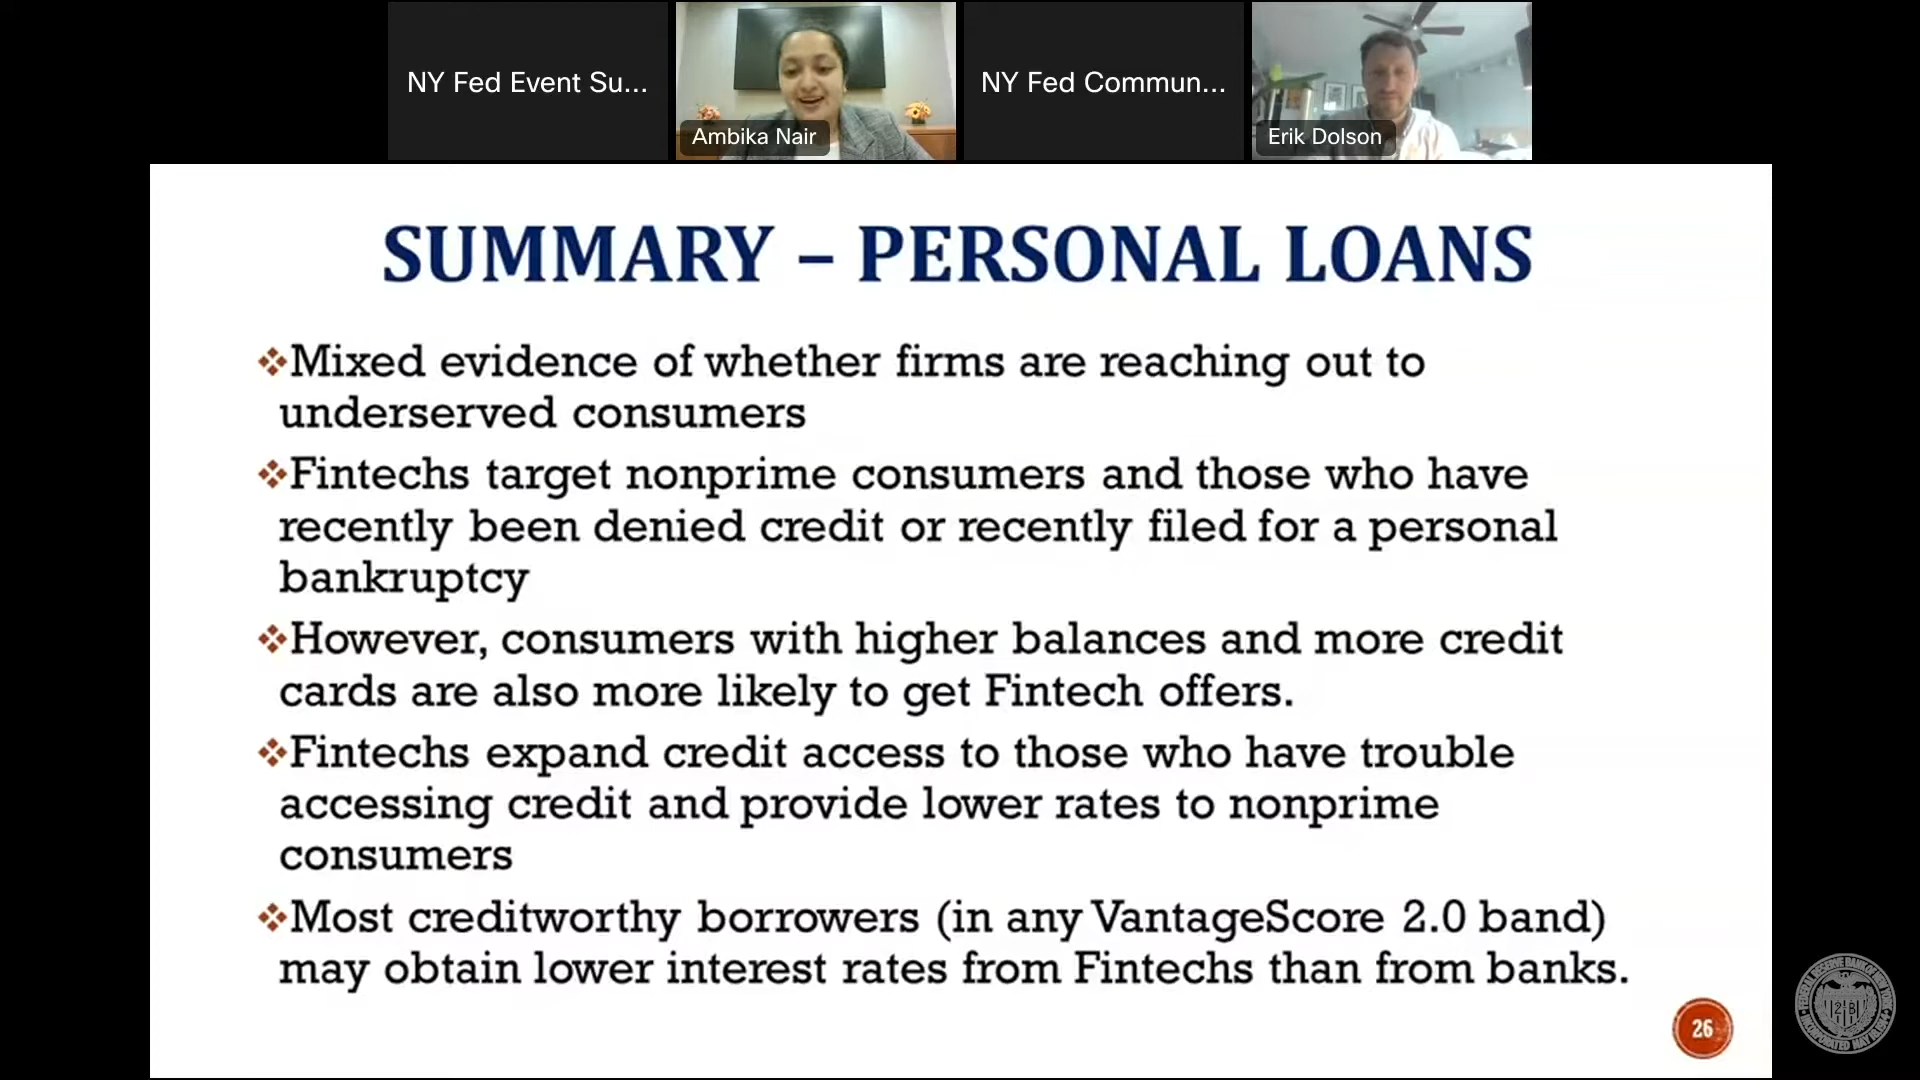 NY Fed Event Su...
Ambika Nair
NY Fed Commun...
Erik Dolson
SUMMARY – PERSONAL LOANS
❖Mixed evidence of whether firms are reaching out to
underserved consumers
❖Fintechs target nonprime consumers and those who have
recently been denied credit or recently filed for a personal
bankruptcy
❖However, consumers with higher balances and more credit
cards are also more likely to get Fintech offers.
❖Fintechs expand credit access to those who have trouble
accessing credit and provide lower rates to nonprime
consumers
❖Most creditworthy borrowers (in any VantageScore 2.0 band)
may obtain lower interest rates from Fintechs than from banks.
26